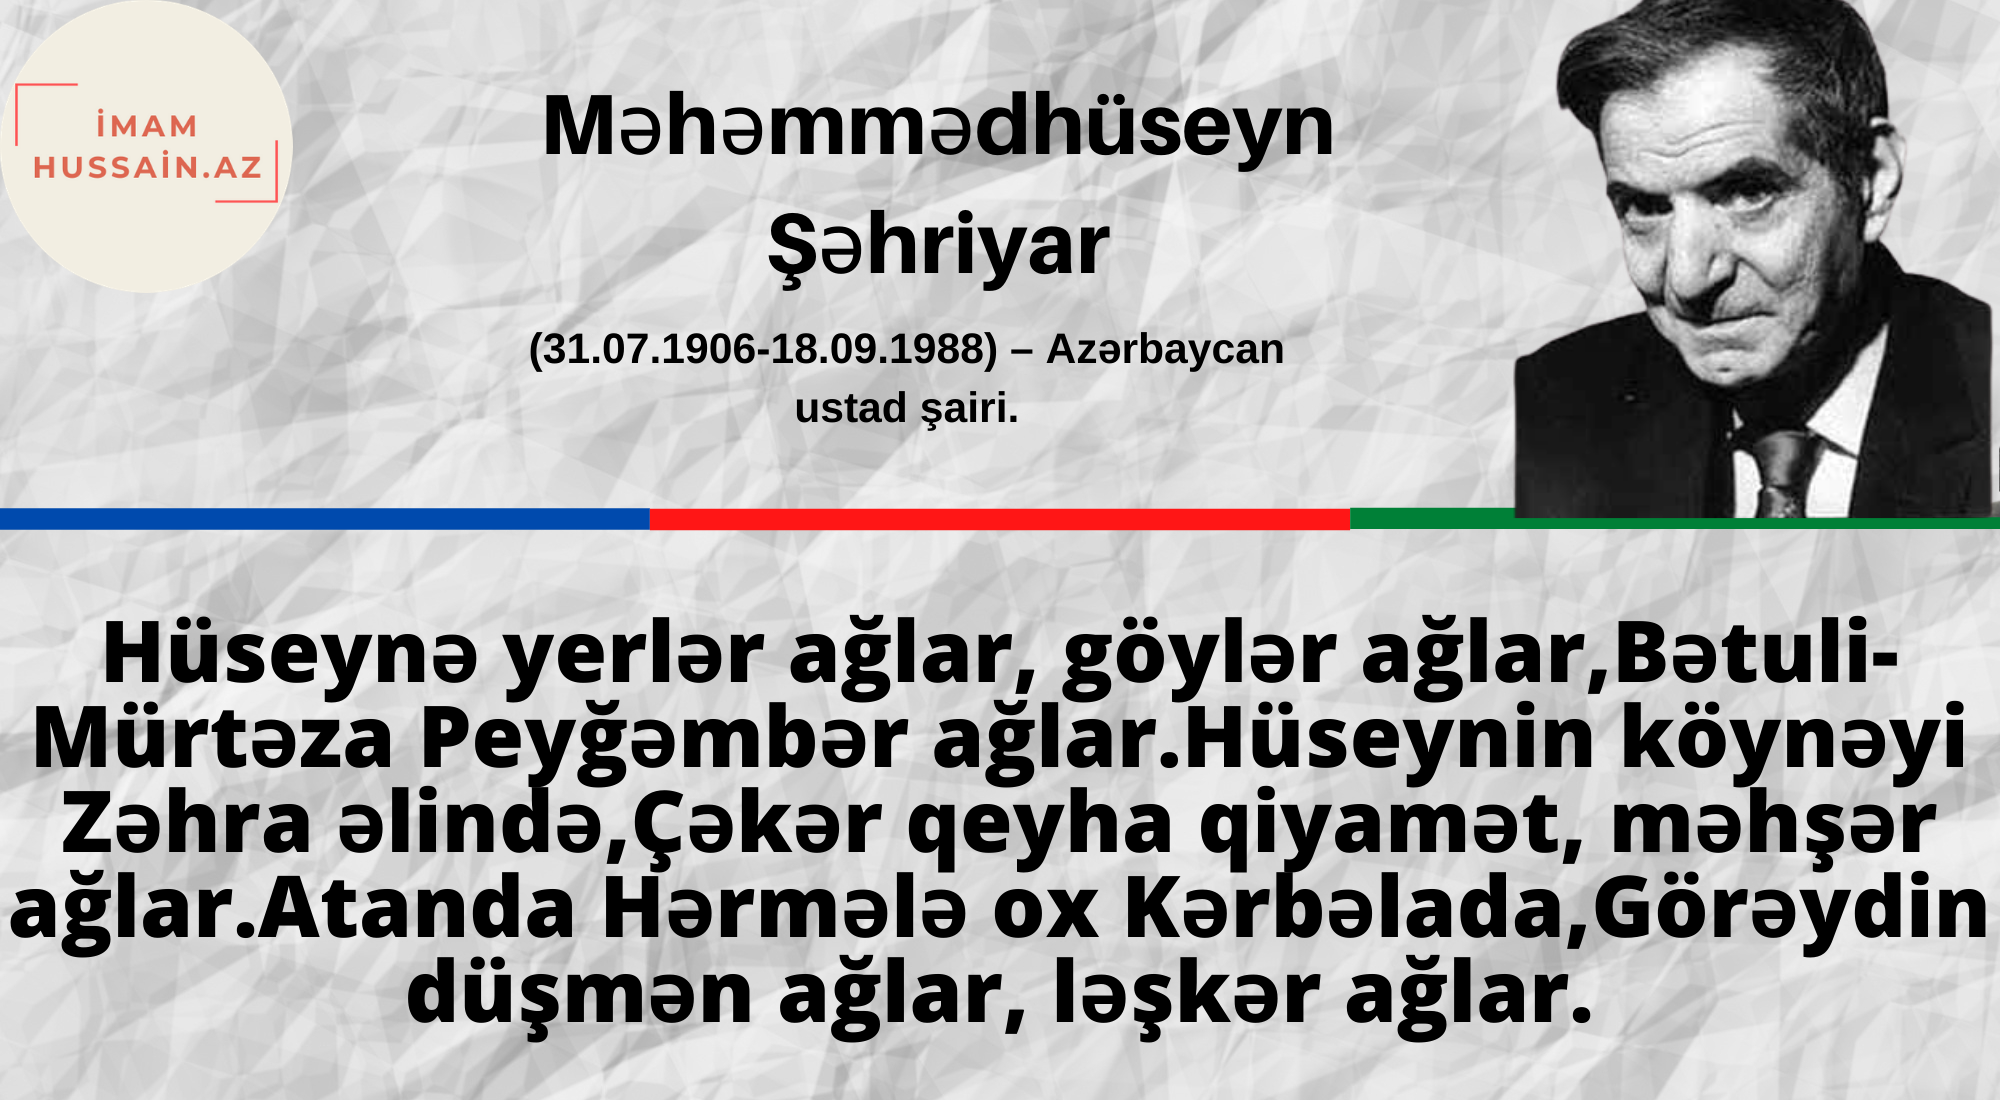 İMAM
HUSSAİN.AZ
Məhəmmədhüseyn
Şəhriyar
(31.07.1906-18.09.1988) – Azərbaycan
ustad şairi.
Hüseynə yerlər ağlar, göylər ağlar,Bətuli-
Mürtəza Peyğəmbər ağlar.Hüseynin köynəyi
Zəhra əlində,Çəkər qeyha qiyamət, məhşər
ağlar.Atanda Hərmələ ox Kərbəlada,Görəydin
düşmən ağlar, ləşkər ağlar.